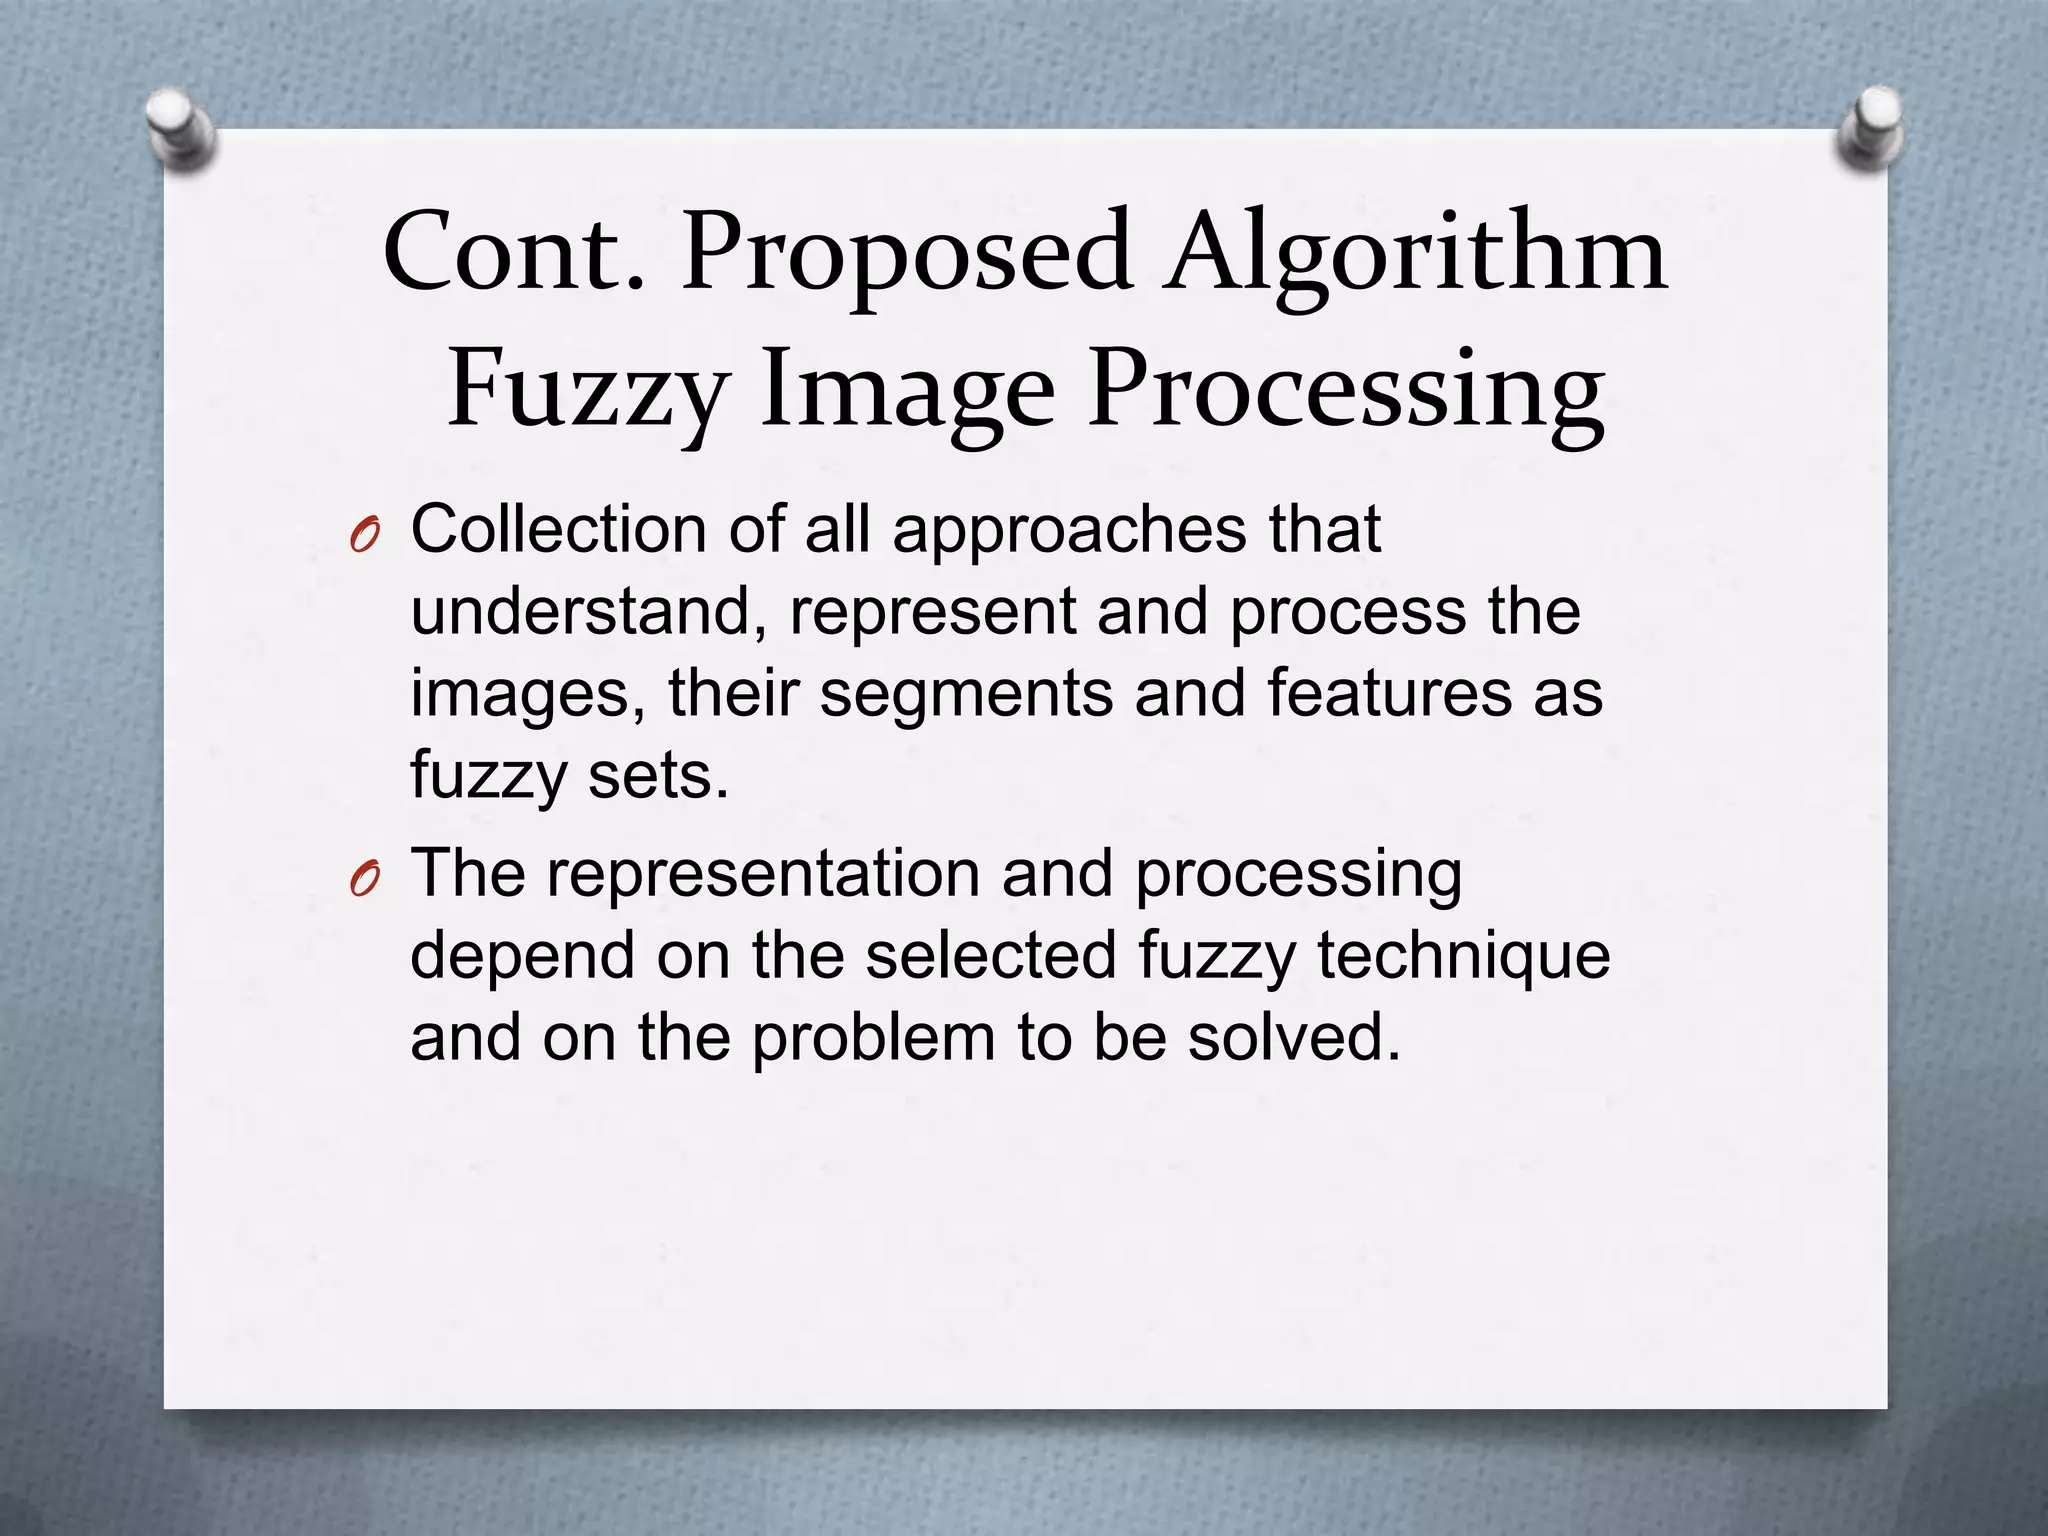 Cont. Proposed Algorithm
Fuzzy Image Processing
O Collection of all approaches that
understand, represent and process the
images, their segments and features as
fuzzy sets.
O The representation and processing
depend on the selected fuzzy technique
and on the problem to be solved.